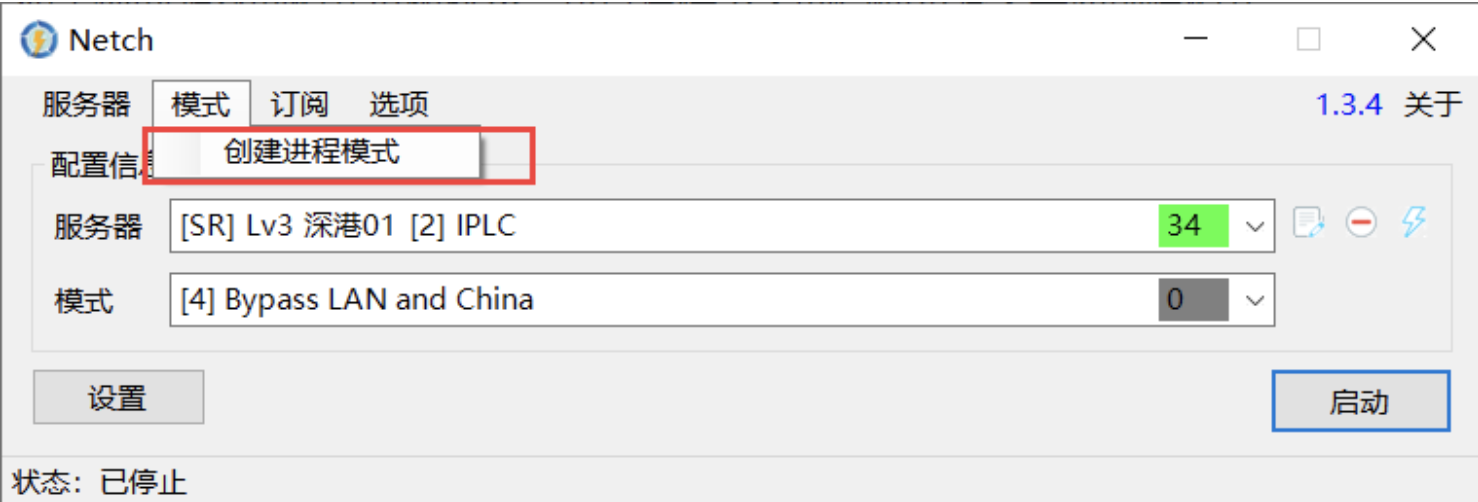 Netch
服务器 模式 订阅 选项 1.3.4 关于
创建进程模式
配置信息
服务器 [SR] Lv3 深港01 [2] IPLC 34
模式 [4] Bypass LAN and China 0
设置 启动
状态：已停止